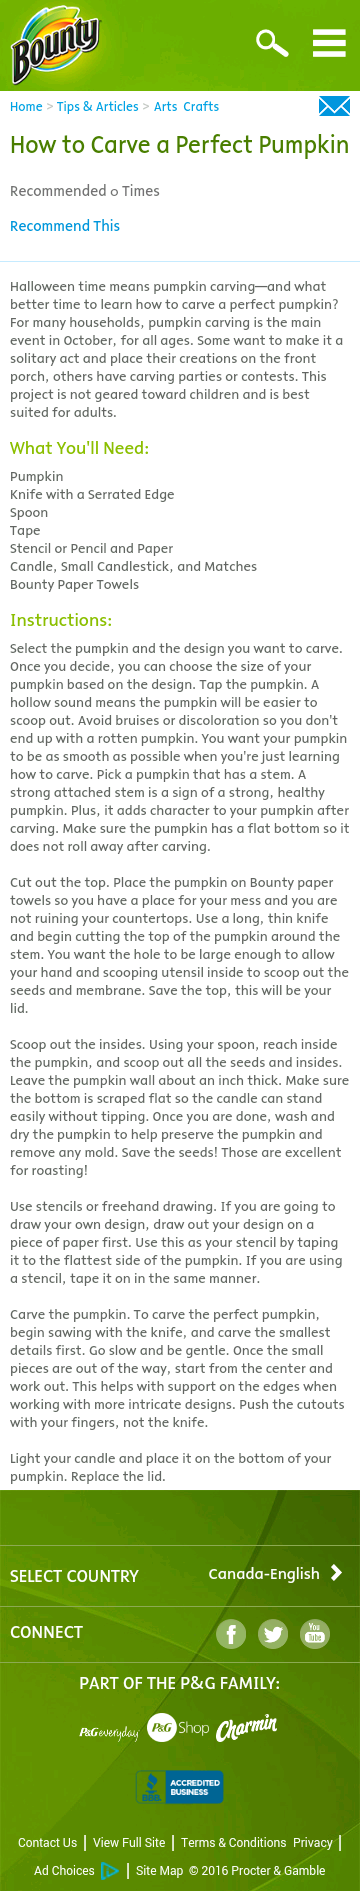 Bounty
Home > Tips & Articles > Arts Crafts
How to Carve a Perfect Pumpkin
Recommended 0 Times
Recommend This
Halloween time means pumpkin carving—and what
better time to learn how to carve a perfect pumpkin?
For many households, pumpkin carving is the main
event in October, for all ages. Some want to make it a
solitary act and place their creations on the front
porch, others have carving parties or contests. This
project is not geared toward children and is best
suited for adults.
What You'll Need:
Pumpkin
Knife with a Serrated Edge
Spoon
Tape
Stencil or Pencil and Paper
Candle, Small Candlestick, and Matches
Bounty Paper Towels
Instructions:
Select the pumpkin and the design you want to carve.
Once you decide, you can choose the size of your
pumpkin based on the design. Tap the pumpkin. A
hollow sound means the pumpkin will be easier to
scoop out. Avoid bruises or discoloration so you don't
end up with a rotten pumpkin. You want your pumpkin
to be as smooth as possible when you're just learning
how to carve. Pick a pumpkin that has a stem. A
strong attached stem is a sign of a strong, healthy
pumpkin. Plus, it adds character to your pumpkin after
carving. Make sure the pumpkin has a flat bottom so it
does not roll away after carving.
Cut out the top. Place the pumpkin on Bounty paper
towels so you have a place for your mess and you are
not ruining your countertops. Use a long, thin knife
and begin cutting the top of the pumpkin around the
stem. You want the hole to be large enough to allow
your hand and scooping utensil inside to scoop out the
seeds and membrane. Save the top, this will be your
lid.
Scoop out the insides. Using your spoon, reach inside
the pumpkin, and scoop out all the seeds and insides.
Leave the pumpkin wall about an inch thick. Make sure
the bottom is scraped flat so the candle can stand
easily without tipping. Once you are done, wash and
dry the pumpkin to help preserve the pumpkin and
remove any mold. Save the seeds! Those are excellent
for roasting!
Use stencils or freehand drawing. If you are going to
draw your own design, draw out your design on a
piece of paper first. Use this as your stencil by taping
it to the flattest side of the pumpkin. If you are using
a stencil, tape it on in the same manner.
Carve the pumpkin. To carve the perfect pumpkin,
begin sawing with the knife, and carve the smallest
details first. Go slow and be gentle. Once the small
pieces are out of the way, start from the center and
work out. This helps with support on the edges when
working with more intricate designs. Push the cutouts
with your fingers, not the knife.
Light your candle and place it on the bottom of your
pumpkin. Replace the lid.
SELECT COUNTRY Canada-English
CONNECT f You Tube
PART OF THE P&G FAMILY:
P&G everyday P&G Shop Charmin
BBB ACCREDITED
BUSINESS
Contact Us | View Full Site | Terms & Conditions Privacy |
Ad Choices | Site Map © 2016 Procter & Gamble